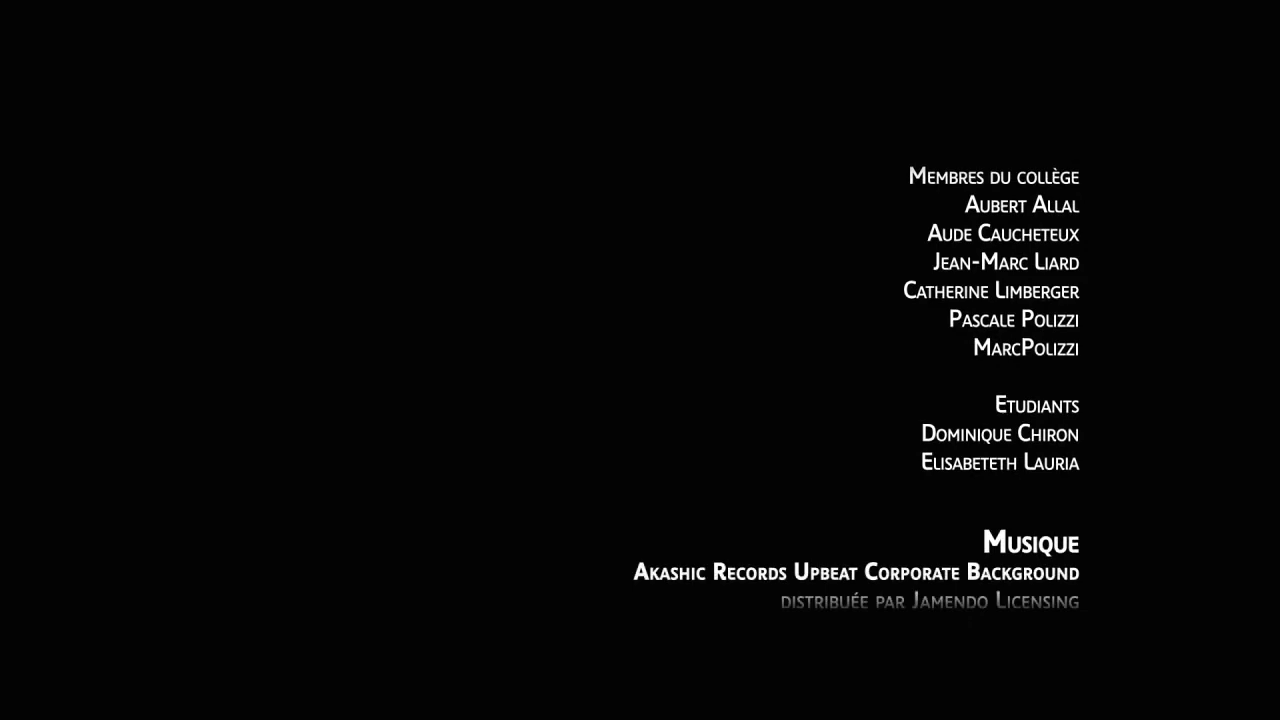 Membres du collège
Aubert Allal
Aude Caucheteux
Jean-Marc Liard
Catherine Limberger
Pascale Polizzi
MarcPolizzi
Etudiants
Dominique Chiron
Elisabeteth Lauria
Musique
Akashic Records Upbeat Corporate Background
distribuée par Jamendo Licensing